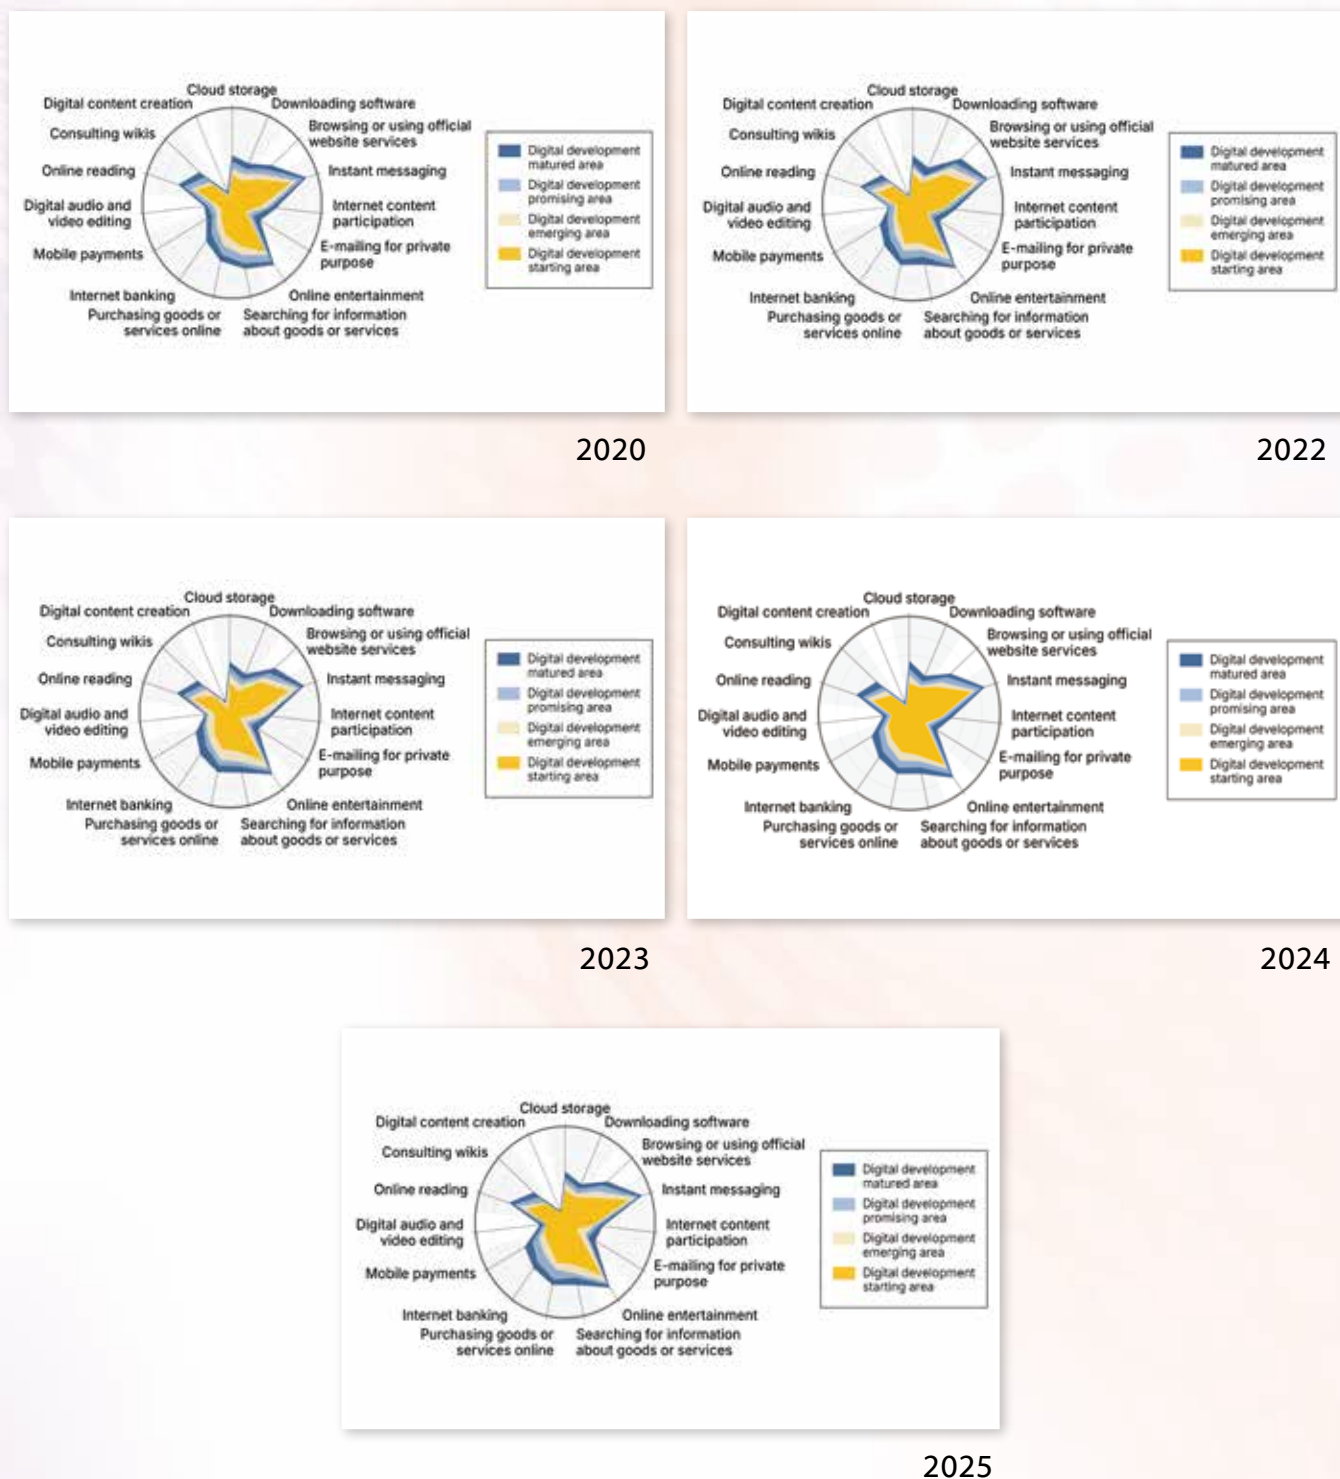 Cloud storage
Digital content creation
Downloading software
Consulting wikis
Browsing or using official
website services
Online reading
Instant messaging
Digital audio and
video editing
Internet content
participation
Mobile payments
E-mailing for private
purpose
Internet banking
Online entertainment
Purchasing goods or
services online
Searching for information
about goods or services
Digital development
matured area
Digital development
promising area
Digital development
emerging area
Digital development
starting area
2020
Cloud storage
Digital content creation
Downloading software
Consulting wikis
Browsing or using official
website services
Online reading
Instant messaging
Digital audio and
video editing
Internet content
participation
Mobile payments
E-mailing for private
purpose
Internet banking
Online entertainment
Purchasing goods or
services online
Searching for information
about goods or services
Digital development
matured area
Digital development
promising area
Digital development
emerging area
Digital development
starting area
2022
Cloud storage
Digital content creation
Downloading software
Consulting wikis
Browsing or using official
website services
Online reading
Instant messaging
Digital audio and
video editing
Internet content
participation
Mobile payments
E-mailing for private
purpose
Internet banking
Online entertainment
Purchasing goods or
services online
Searching for information
about goods or services
Digital development
matured area
Digital development
promising area
Digital development
emerging area
Digital development
starting area
2023
Cloud storage
Digital content creation
Downloading software
Consulting wikis
Browsing or using official
website services
Online reading
Instant messaging
Digital audio and
video editing
Internet content
participation
Mobile payments
E-mailing for private
purpose
Internet banking
Online entertainment
Purchasing goods or
services online
Searching for information
about goods or services
Digital development
matured area
Digital development
promising area
Digital development
emerging area
Digital development
starting area
2024
Cloud storage
Digital content creation
Downloading software
Consulting wikis
Browsing or using official
website services
Online reading
Instant messaging
Digital audio and
video editing
Internet content
participation
Mobile payments
E-mailing for private
purpose
Internet banking
Online entertainment
Purchasing goods or
services online
Searching for information
about goods or services
Digital development
matured area
Digital development
promising area
Digital development
emerging area
Digital development
starting area
2025